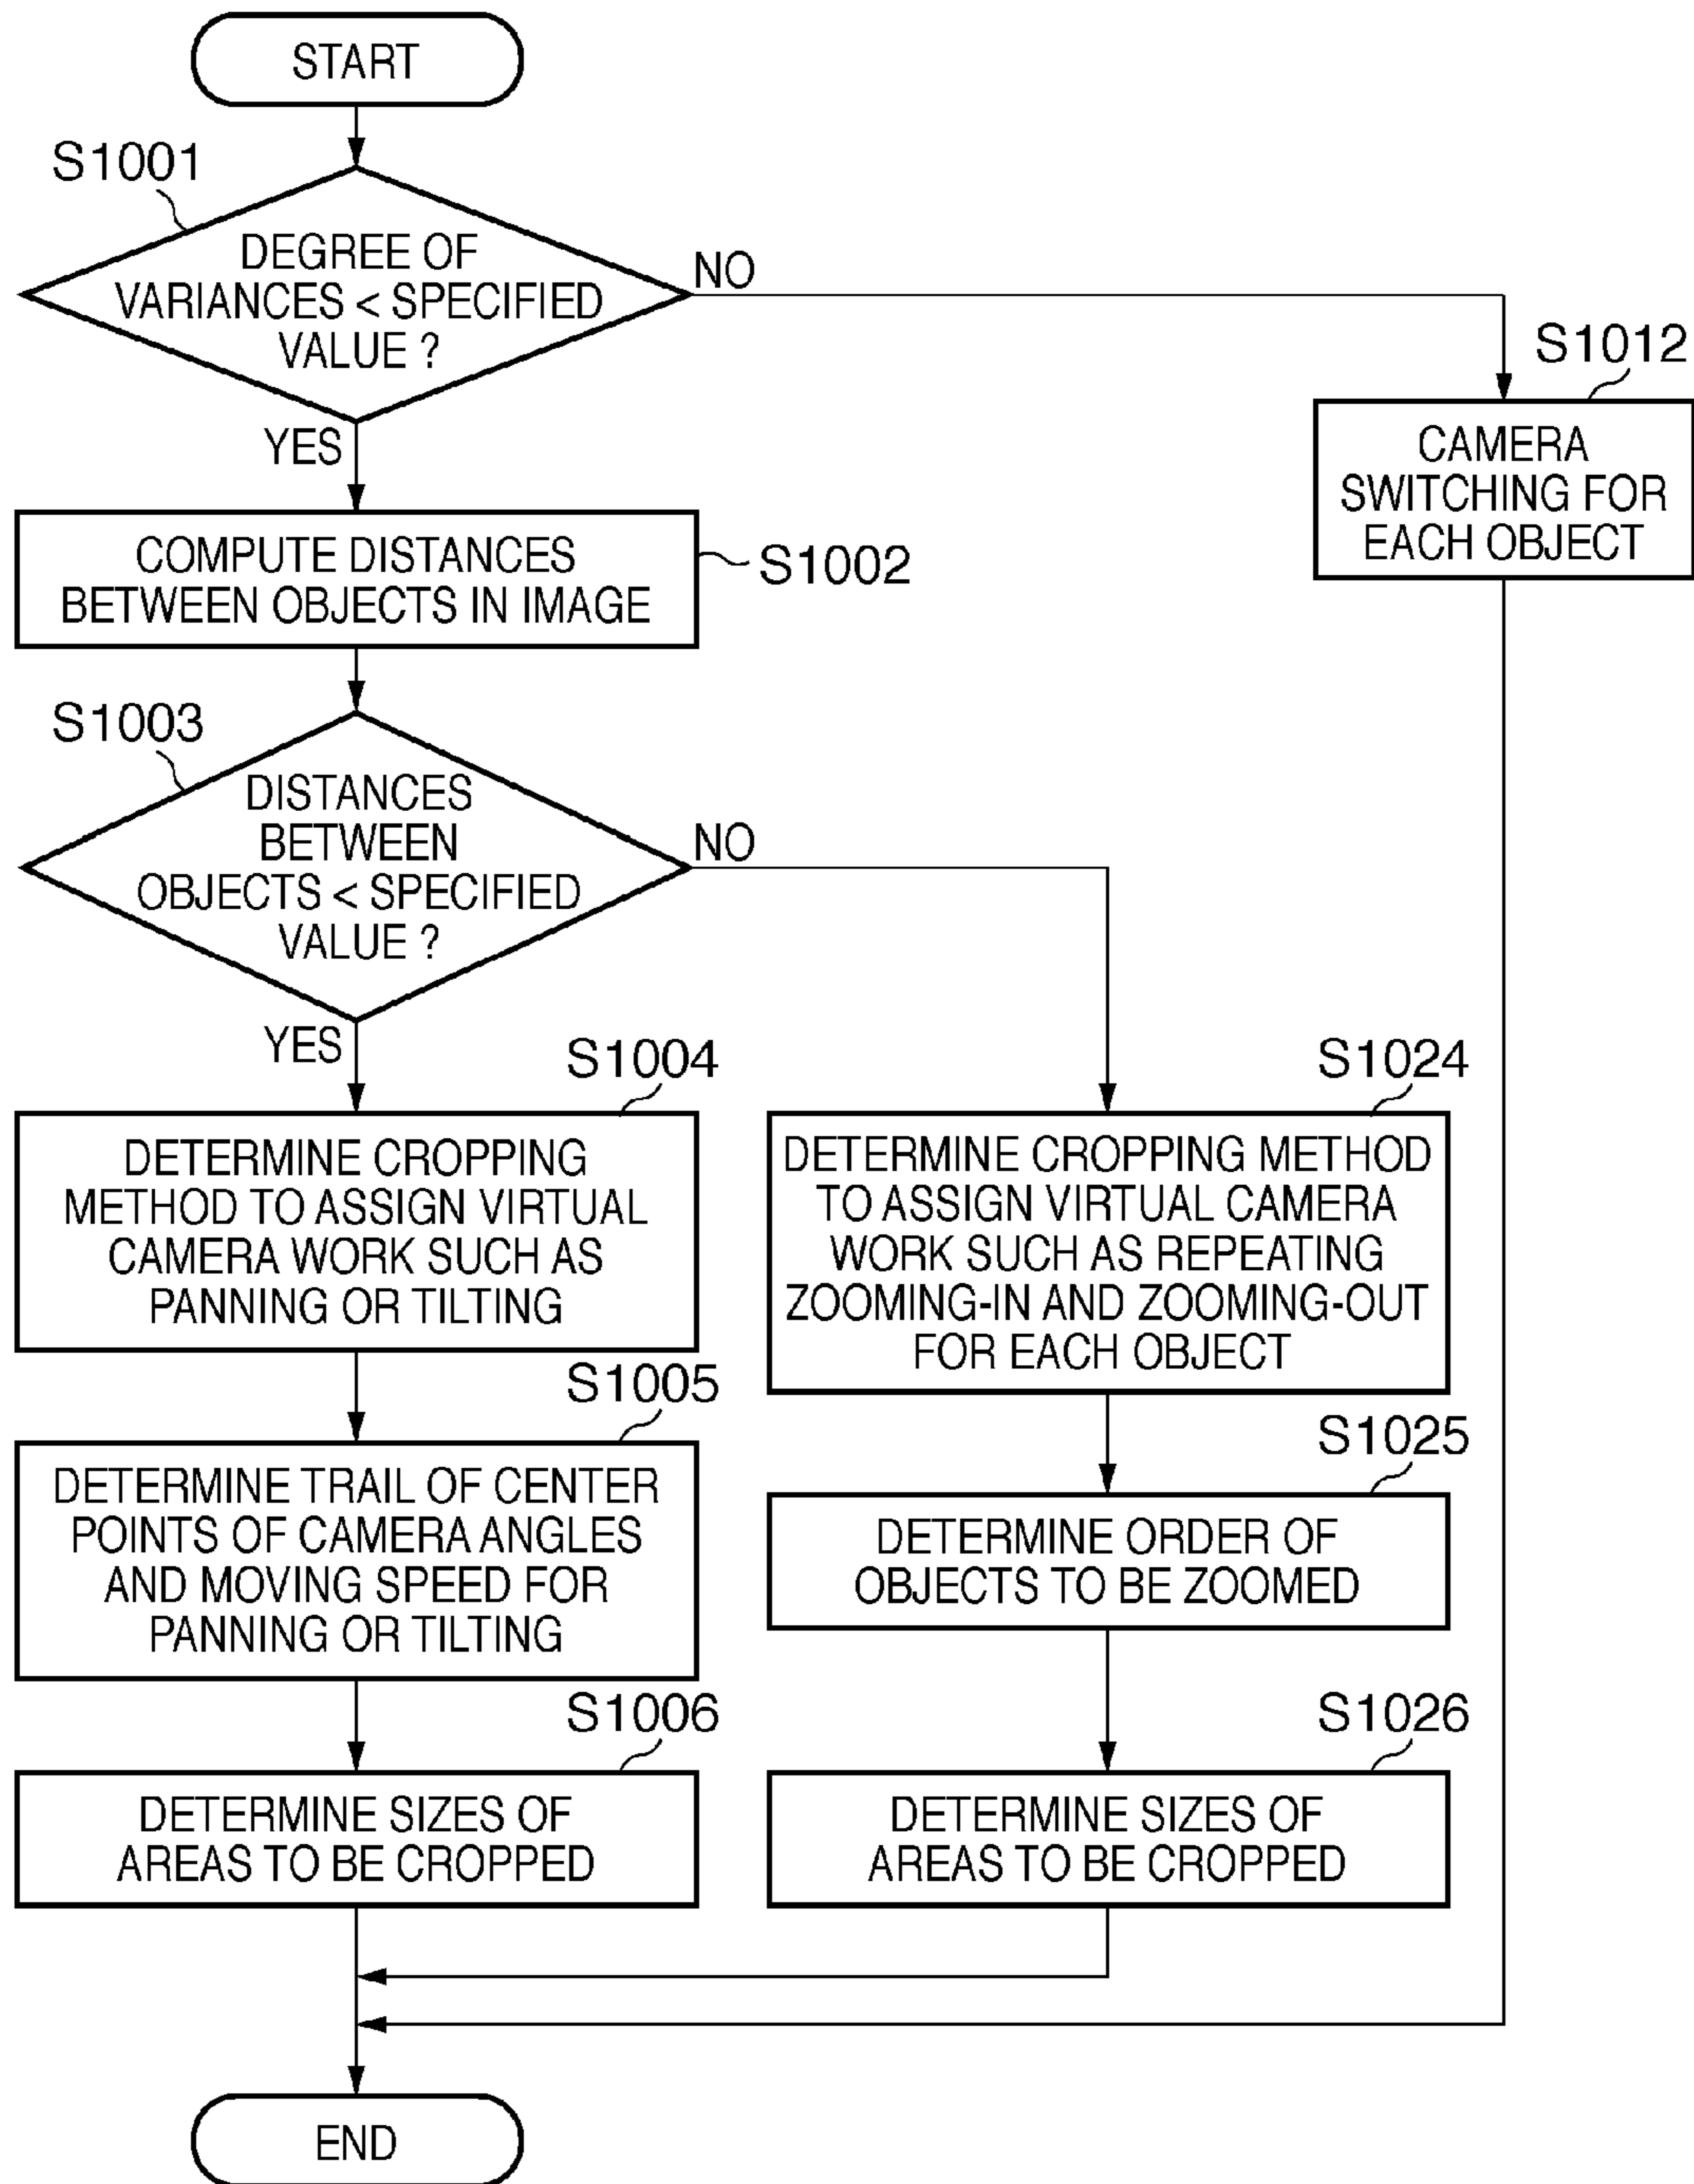 START
S1001
DEGREE OF
VARIANCES < SPECIFIED
VALUE ?
NO
YES
S1012
CAMERA
SWITCHING FOR
EACH OBJECT
COMPUTE DISTANCES
BETWEEN OBJECTS IN IMAGE
S1002
S1003
DISTANCES
BETWEEN
OBJECTS < SPECIFIED
VALUE ?
NO
YES
S1004
DETERMINE CROPPING
METHOD TO ASSIGN VIRTUAL
CAMERA WORK SUCH AS
PANNING OR TILTING
S1024
DETERMINE CROPPING METHOD
TO ASSIGN VIRTUAL CAMERA
WORK SUCH AS REPEATING
ZOOMING-IN AND ZOOMING-OUT
FOR EACH OBJECT
S1005
DETERMINE TRAIL OF CENTER
POINTS OF CAMERA ANGLES
AND MOVING SPEED FOR
PANNING OR TILTING
S1025
DETERMINE ORDER OF
OBJECTS TO BE ZOOMED
S1006
DETERMINE SIZES OF
AREAS TO BE CROPPED
S1026
DETERMINE SIZES OF
AREAS TO BE CROPPED
END